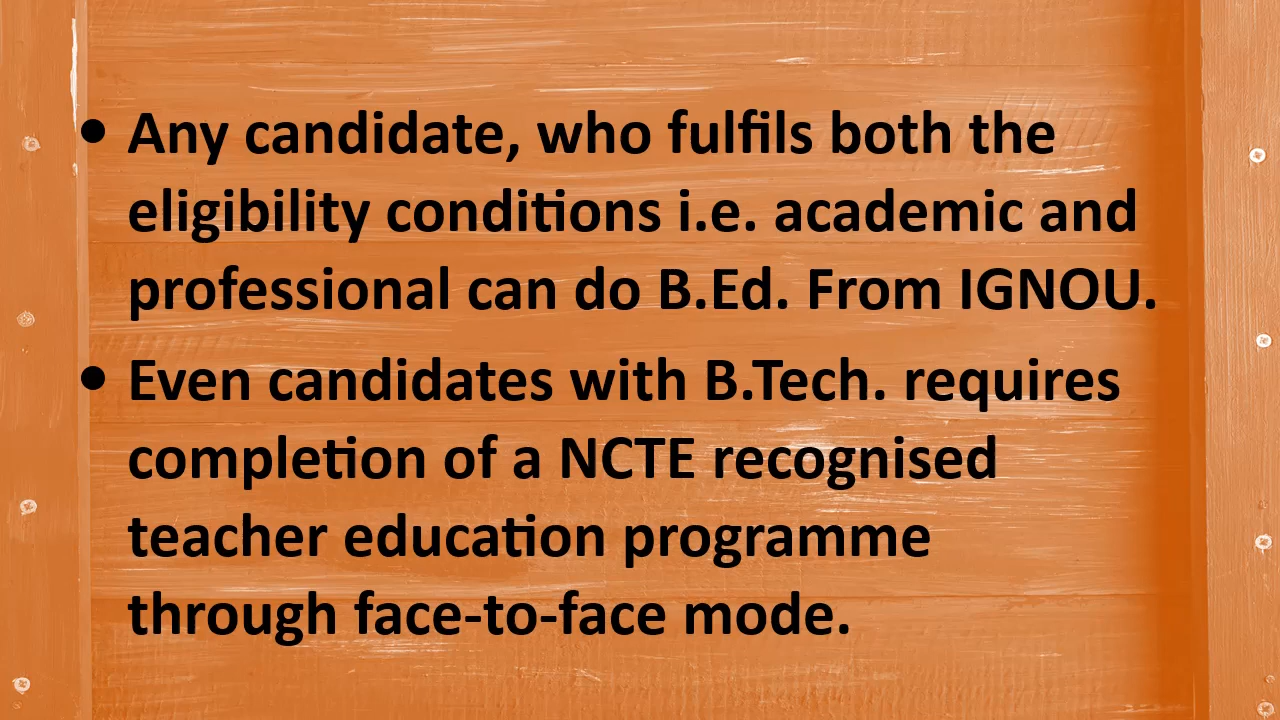 • Any candidate, who fulfils both the
eligibility conditions i.e. academic and
professional can do B.Ed. From IGNOU.
• Even candidates with B.Tech. requires
completion of a NCTE recognised
teacher education programme
through face-to-face mode.